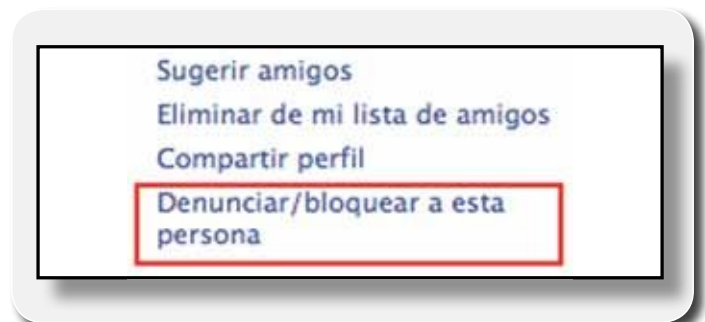 Sugerir amigos
Eliminar de mi lista de amigos
Compartir perfil
Denunciar/bloquear a esta
persona